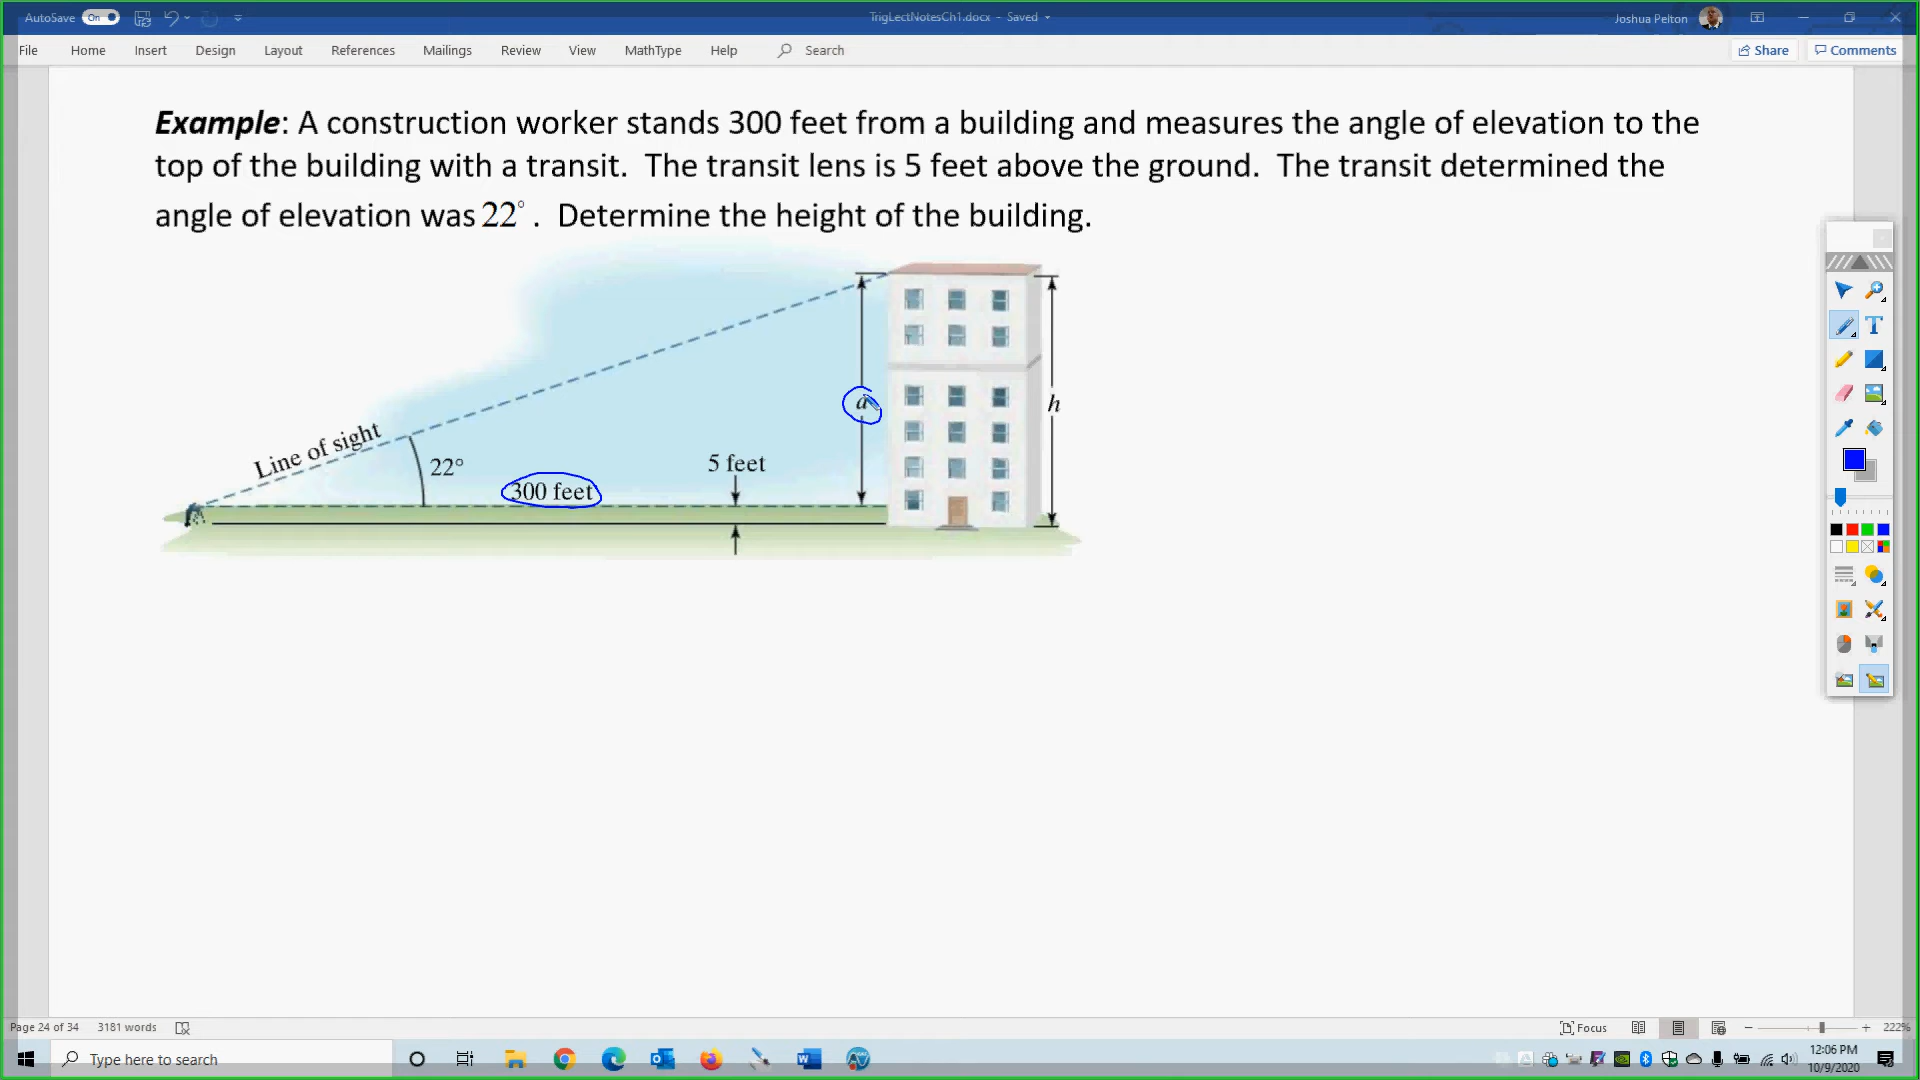 AutoSave On TrigLectNotesCh1.docx - Saved Joshua Pelton
File Home Insert Design Layout References Mailings Review View MathType Help Search Share Comments
Example: A construction worker stands 300 feet from a building and measures the angle of elevation to the
top of the building with a transit. The transit lens is 5 feet above the ground. The transit determined the
angle of elevation was 22°. Determine the height of the building.
a
h
Line of sight
22°
5 feet
300 feet
T
Page 24 of 34 3181 words Focus 222%
Type here to search
12:06 PM
10/9/2020